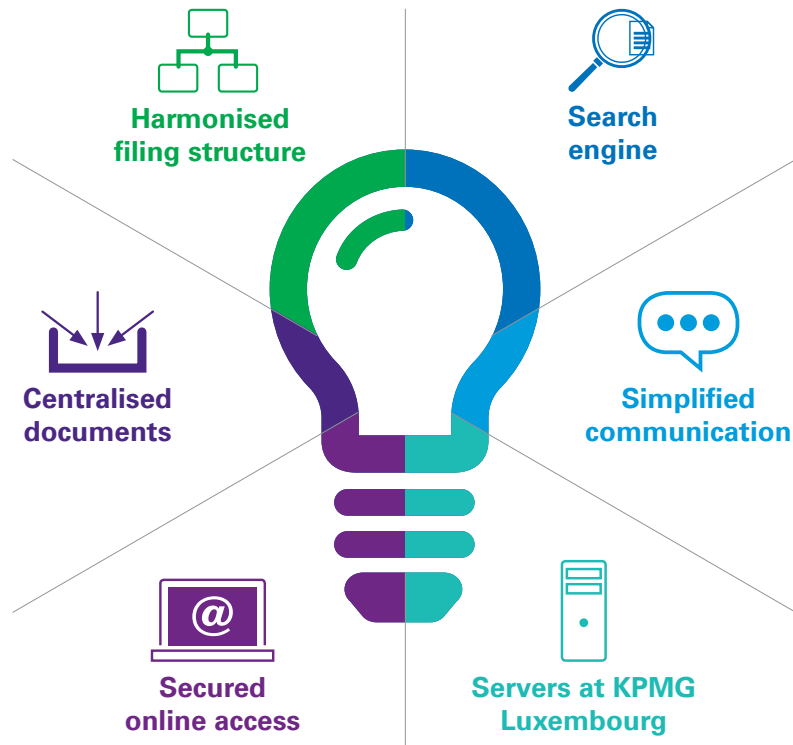 Harmonised
filing structure
Search
engine
Centralised
documents
Simplified
communication
@
Secured
online access
Servers at KPMG
Luxembourg